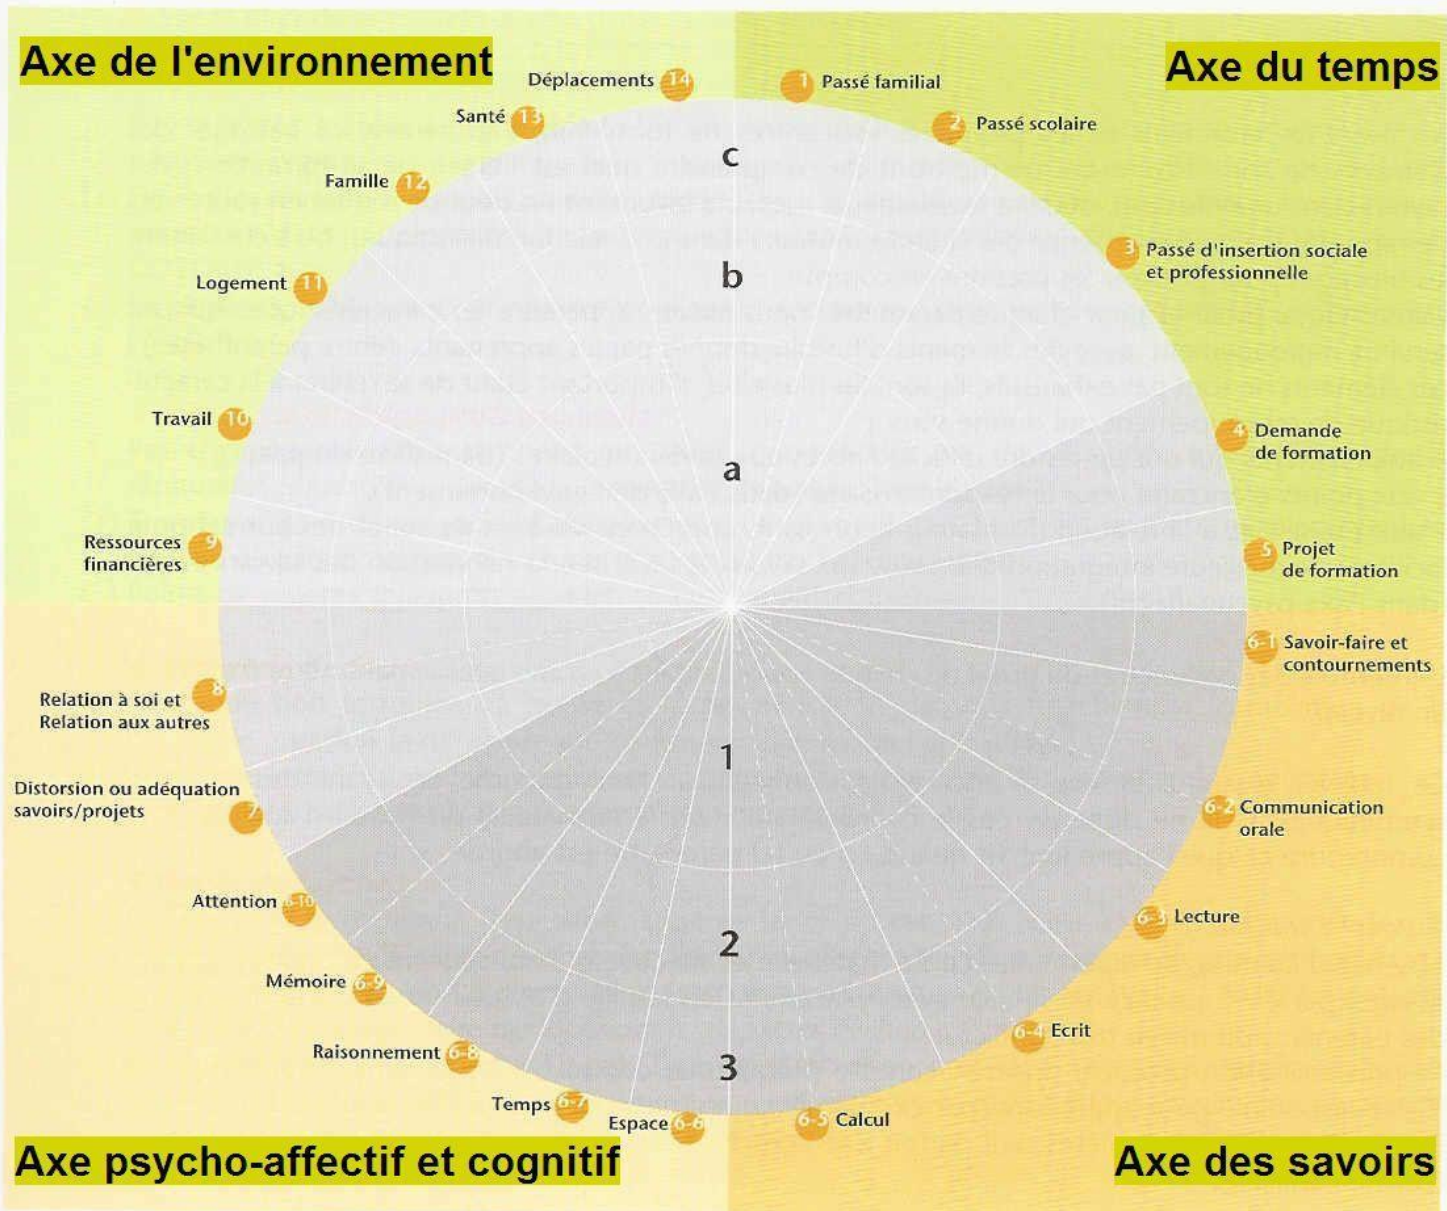 Axe de l'environnement
Axe du temps
Déplacements 14
1 Passé familial
Santé 13
2 Passé scolaire
Famille 12
3 Passé d'insertion sociale
et professionnelle
Logement 11
Travail 10
4 Demande
de formation
Ressources
financières 9
5 Projet
de formation
c
b
a
6-1 Savoir-faire et
contournements
8 Relation à soi et
Relation aux autres
Distorsion ou adéquation
savoirs/projets 7
6-2 Communication
orale
Attention 6-10
6-3 Lecture
Mémoire 6-9
6-4 Ecrit
Raisonnement 6-8
Temps 6-7
Espace 6-6
6-5 Calcul
1
2
3
Axe psycho-affectif et cognitif
Axe des savoirs